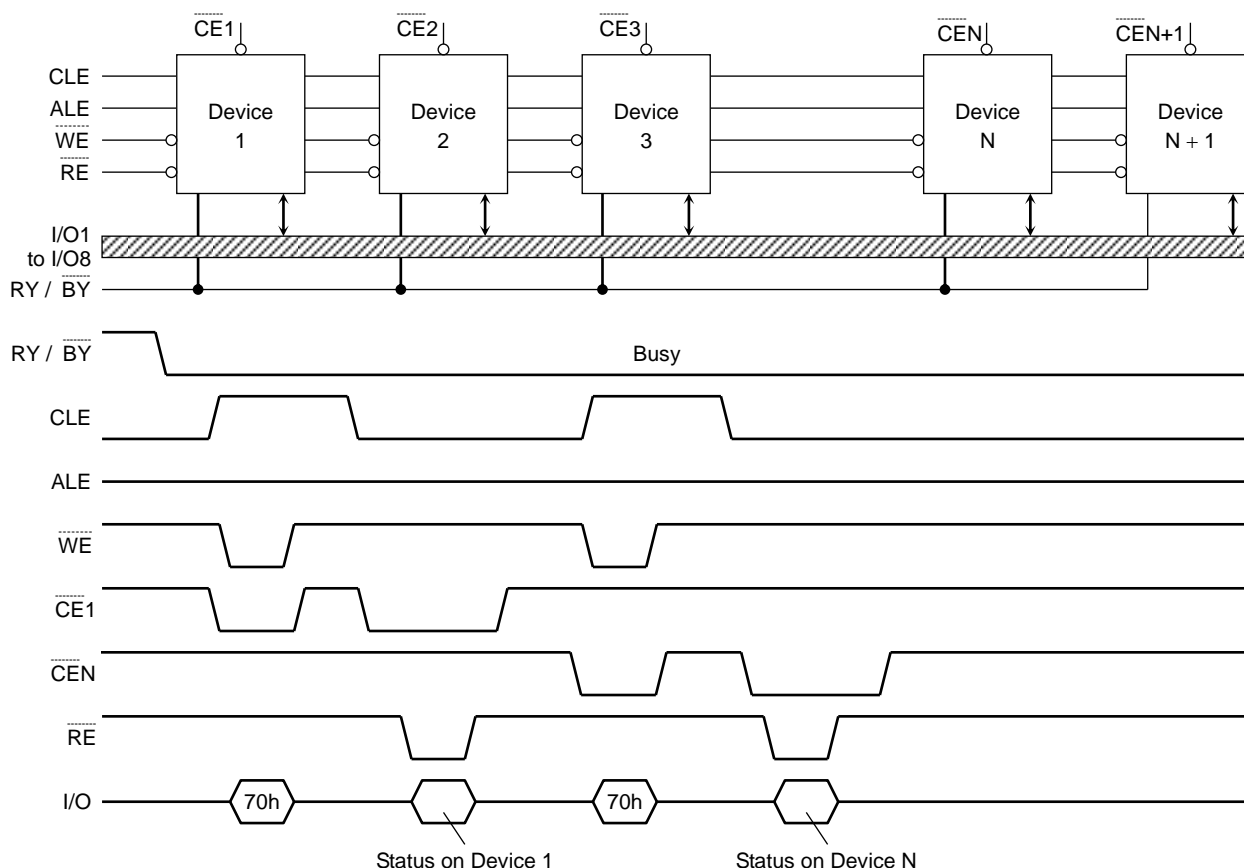 CE1 CE2 CE3 CEN CEN+1
CLE
ALE
WE
RE
Device
1
Device
2
Device
3
Device
N
Device
N + 1
I/O1
to I/O8
RY / BY
RY / BY
Busy
CLE
ALE
WE
CE1
CEN
RE
I/O
70h
70h
Status on Device 1
Status on Device N